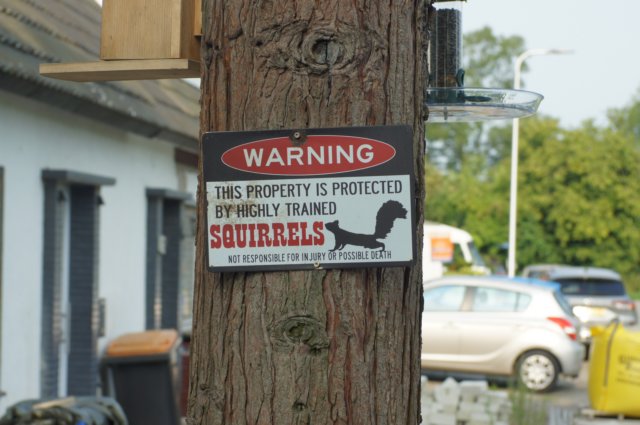 WARNING
THIS PROPERTY IS PROTECTED
BY HIGHLY TRAINED
SQUIRRELS
NOT RESPONSIBLE FOR INJURY OR POSSIBLE DEATH